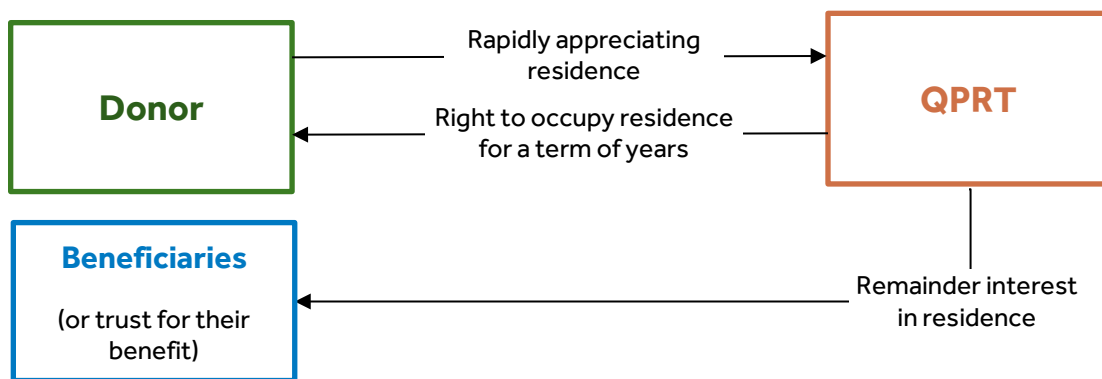 Rapidly appreciating
residence
Donor
QPRT
Right to occupy residence
for a term of years
Beneficiaries
(or trust for their
benefit)
Remainder interest
in residence